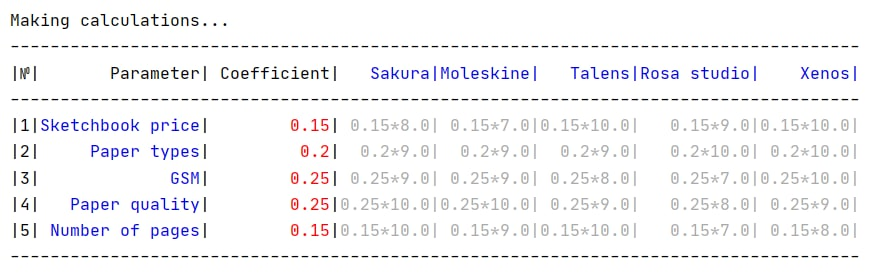 Making calculations...
-------------------------------------------------------------------------------------
|№|       Parameter| Coefficient|   Sakura|Moleskine|   Talens|Rosa studio|    Xenos|
-------------------------------------------------------------------------------------
|1|Sketchbook price|        0.15| 0.15*8.0| 0.15*7.0|0.15*10.0|   0.15*9.0|0.15*10.0|
|2|     Paper types|         0.2|  0.2*9.0|  0.2*9.0|  0.2*9.0|   0.2*10.0| 0.2*10.0|
|3|             GSM|        0.25| 0.25*9.0| 0.25*9.0| 0.25*8.0|   0.25*7.0|0.25*10.0|
|4|   Paper quality|        0.25|0.25*10.0|0.25*10.0| 0.25*9.0|   0.25*8.0| 0.25*9.0|
|5| Number of pages|        0.15|0.15*10.0| 0.15*9.0|0.15*10.0|   0.15*7.0| 0.15*8.0|
-------------------------------------------------------------------------------------